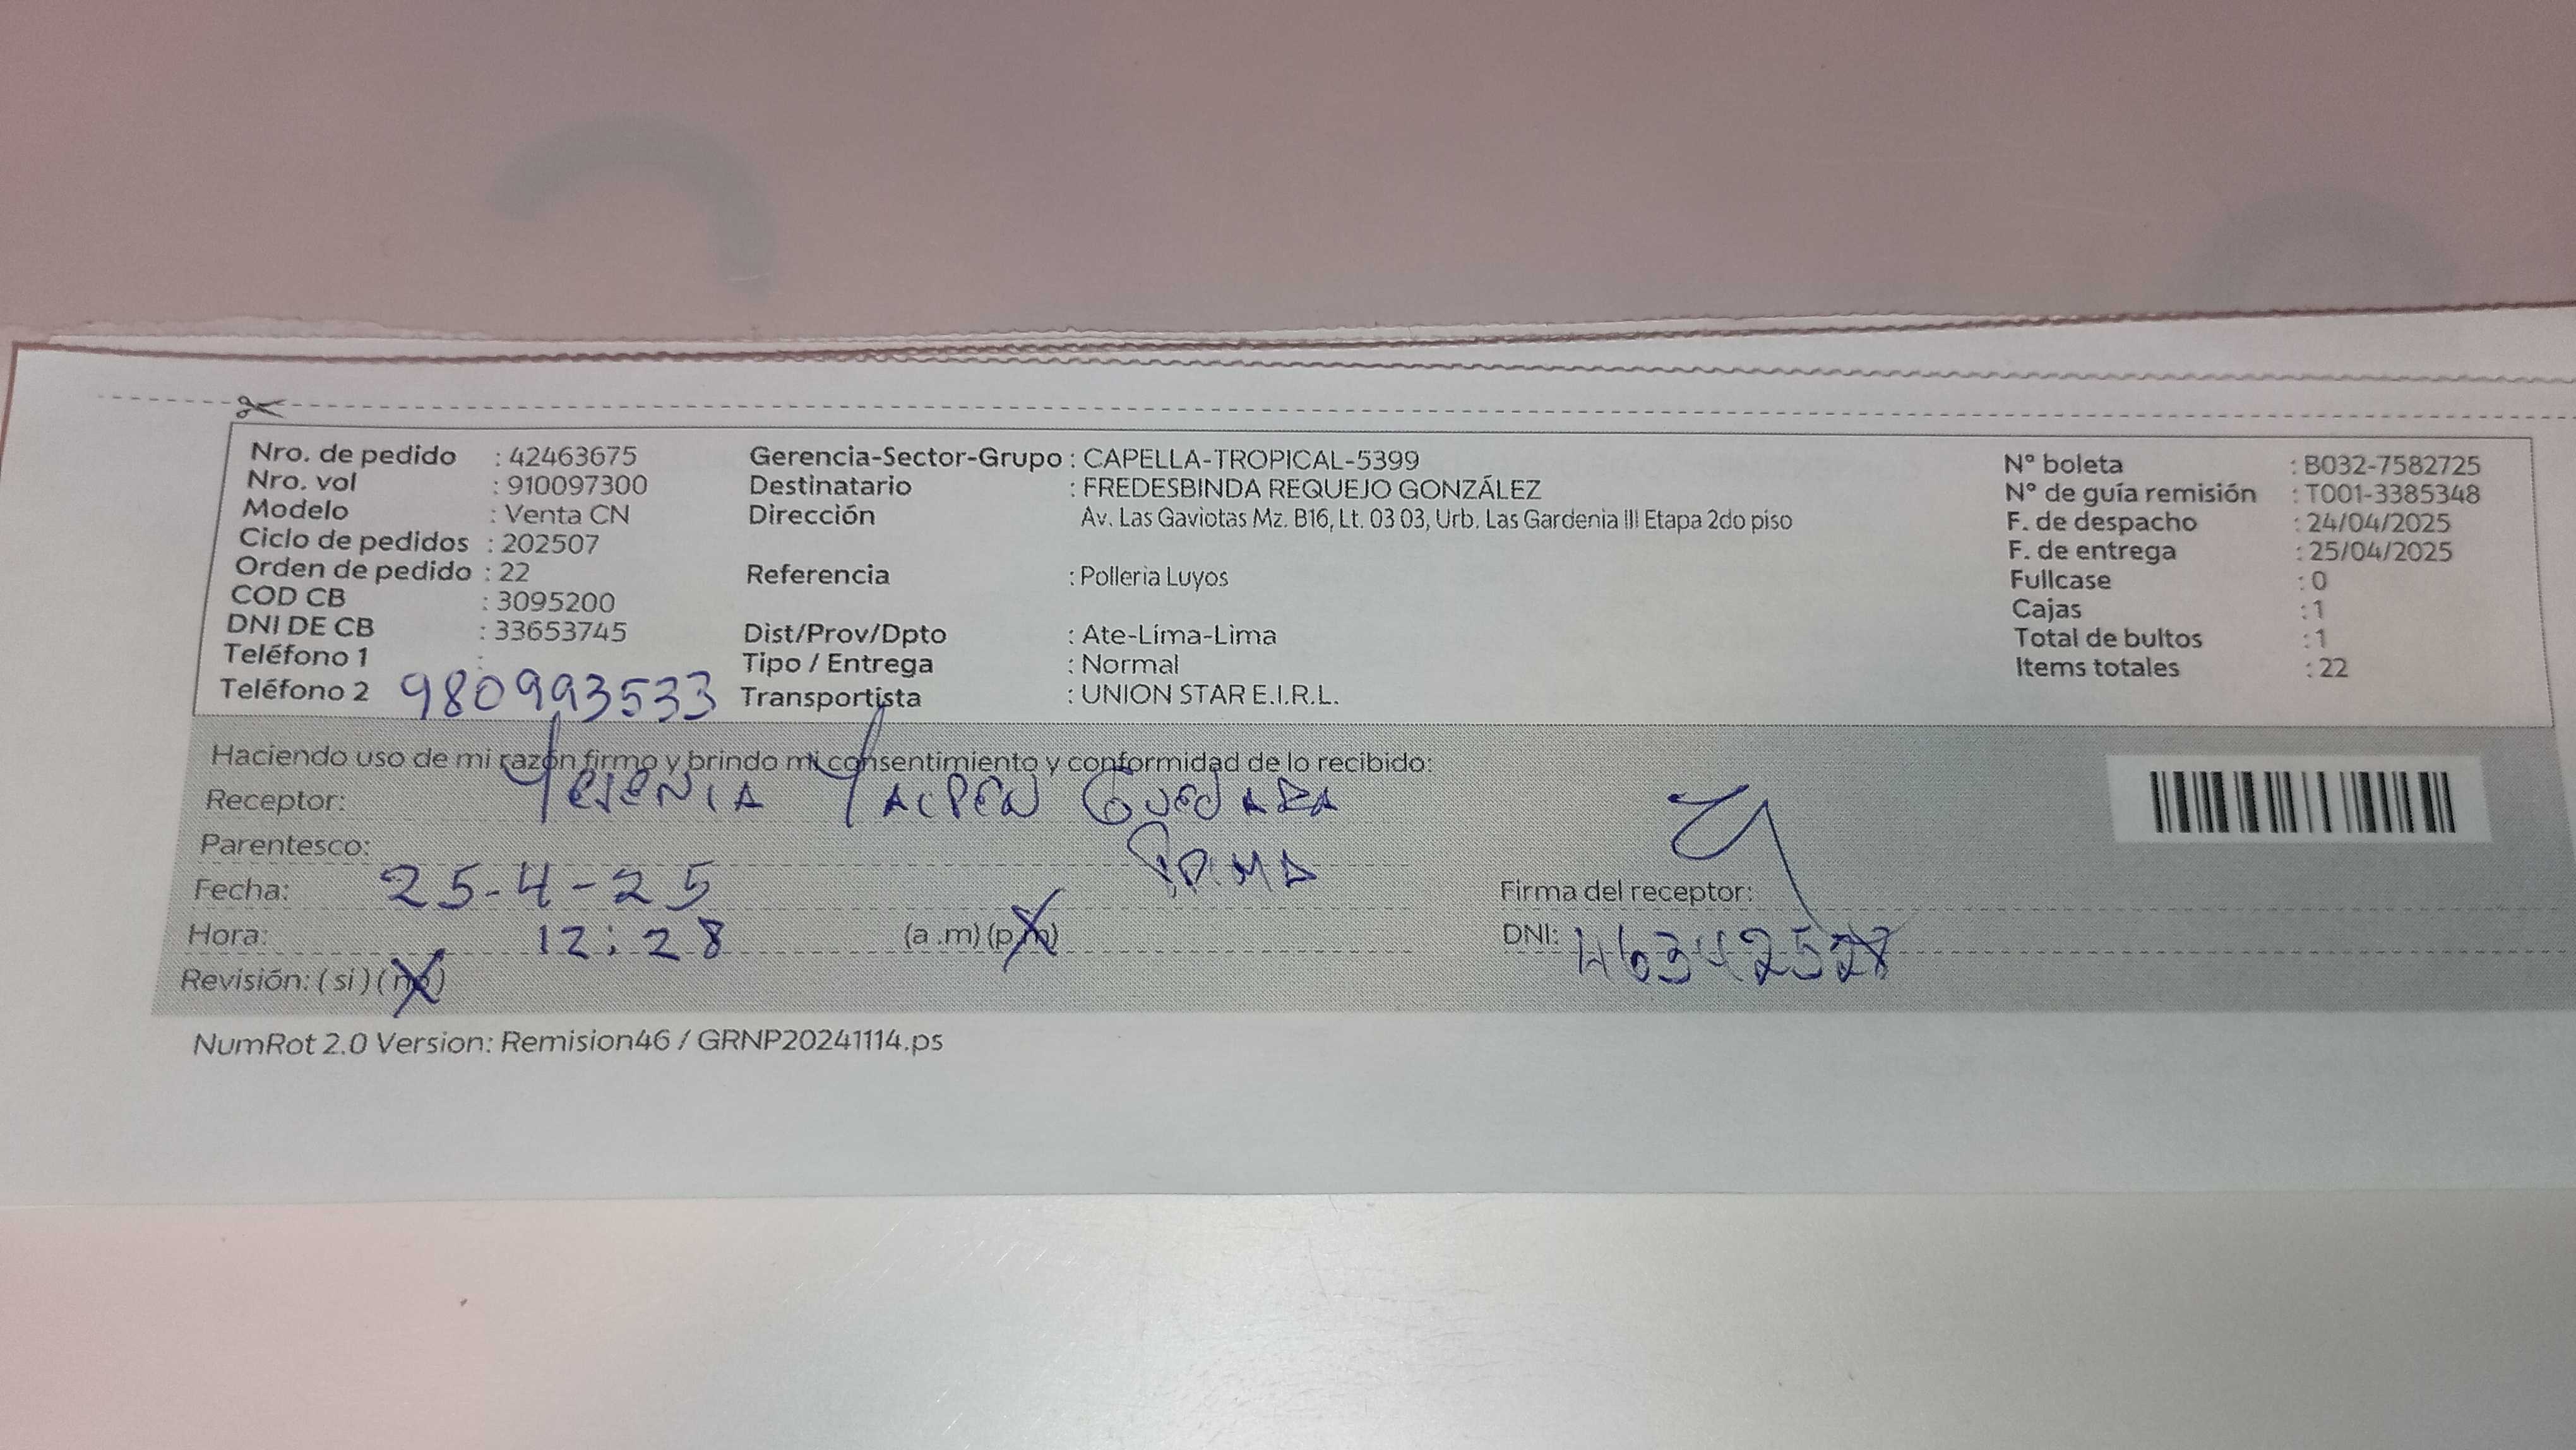 Nro. de pedido : 42463675
Nro. vol : 910097300
Modelo : Venta CN
Ciclo de pedidos : 202507
Orden de pedido : 22
COD CB : 3095200
DNI DE CB : 33653745
Teléfono 1 :
Teléfono 2 980993533
Gerencia-Sector-Grupo : CAPELLA-TROPICAL-5399
Destinatario : FREDESBINDA REQUEJO GONZÁLEZ
Dirección Av. Las Gaviotas Mz. B16, Lt. 03 03, Urb. Las Gardenia III Etapa 2do piso
Referencia : Polleria Luyos
Dist/Prov/Dpto : Ate-Lima-Lima
Tipo / Entrega : Normal
Transportista : UNION STAR E.I.R.L.
N° boleta : B032-7582725
N° de guía remisión : T001-3385348
F. de despacho : 24/04/2025
F. de entrega : 25/04/2025
Fullcase : 0
Cajas : 1
Total de bultos : 1
Items totales : 22
Haciendo uso de mi razón firmo y brindo mi consentimiento y conformidad de lo recibido:
Receptor: Yesenia
Parentesco: Prima
Fecha: 25-4-25
Hora: 12:28 (a .m) (p.m)
Revisión: ( si ) ( no )
Firma del receptor:
DNI:
NumRot 2.0 Version: Remision46 / GRNP20241114.ps